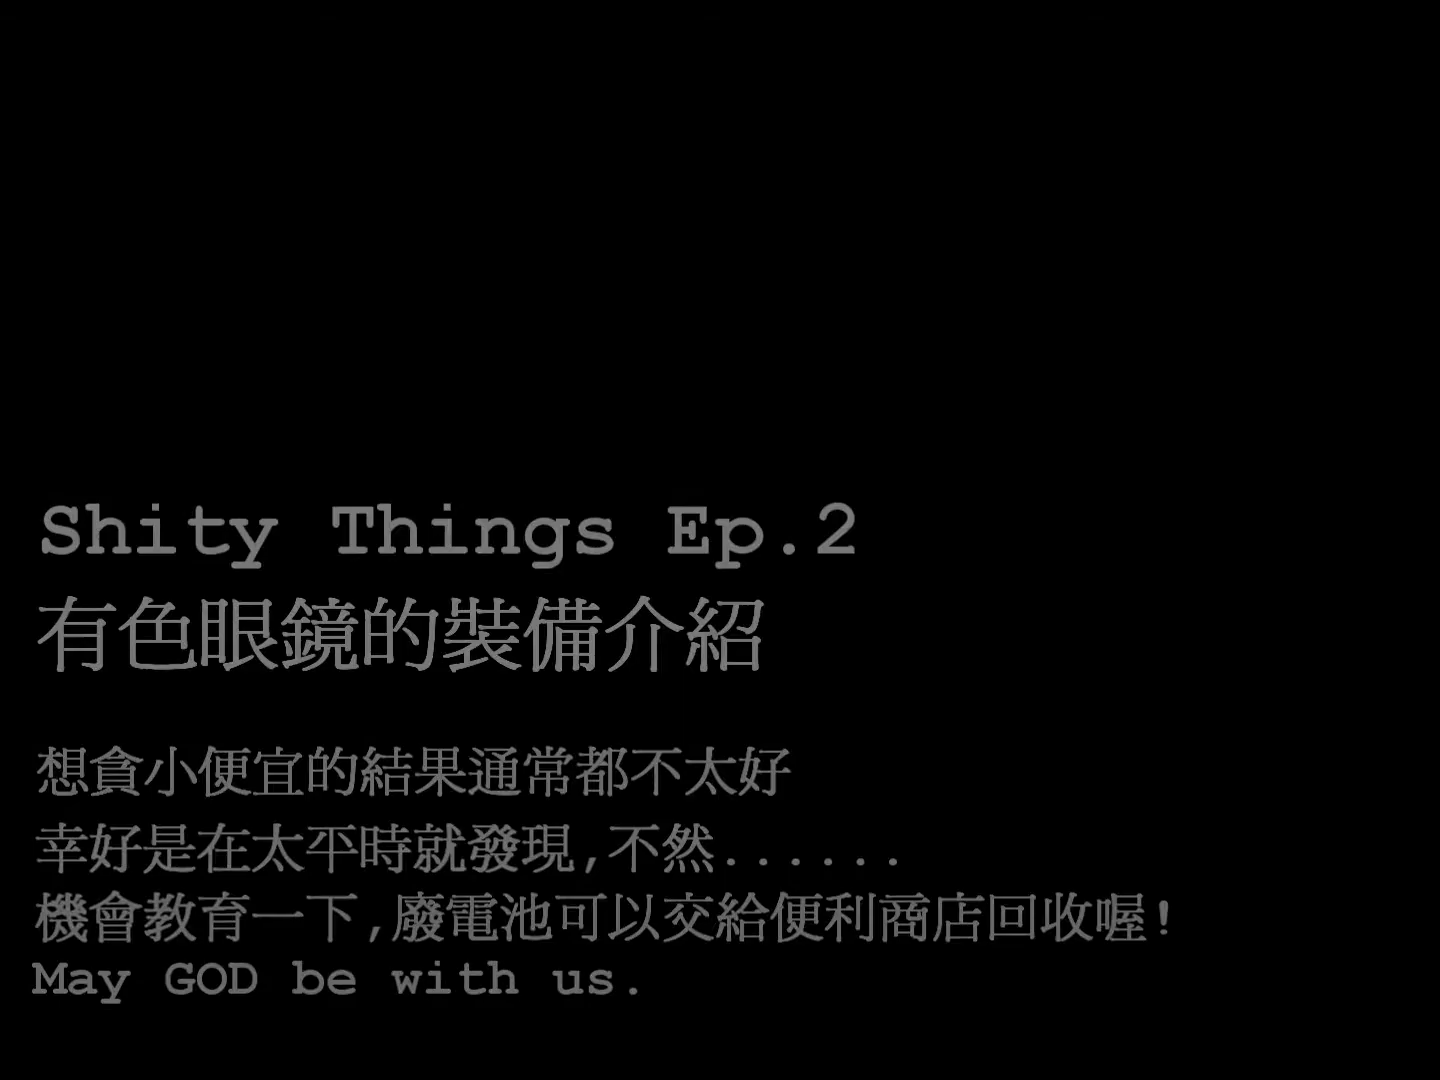 Shity Things Ep.2
有色眼鏡的裝備介紹
想貪小便宜的結果通常都不太好
幸好是在太平時就發現,不然......
機會教育一下,廢電池可以交給便利商店回收喔!
May GOD be with us.